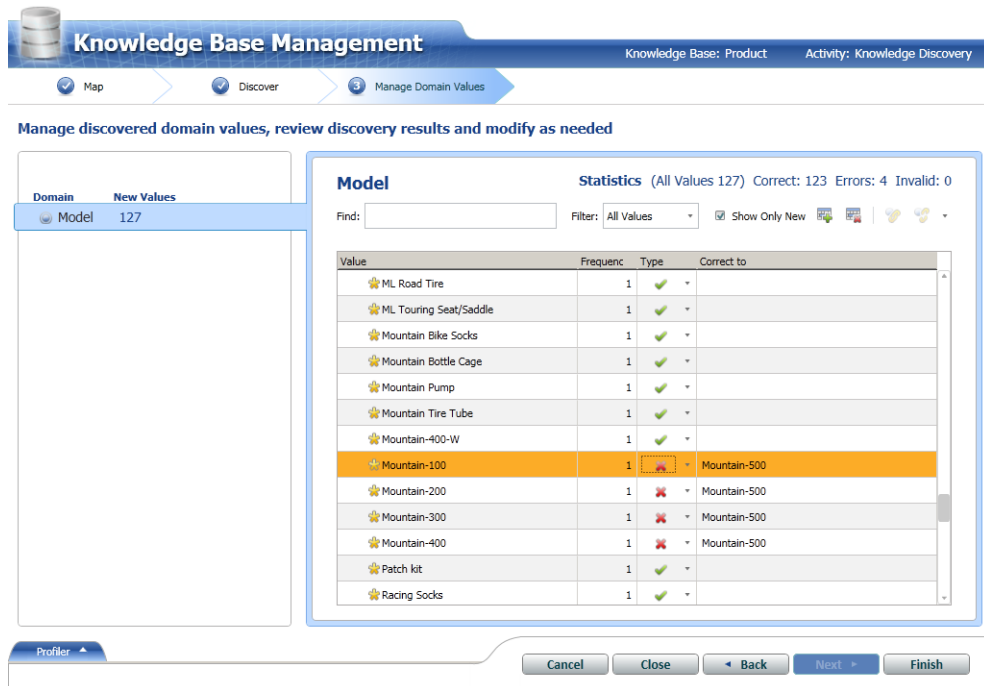 Knowledge Base Management
Knowledge Base: Product Activity: Knowledge Discovery
Map Discover 3 Manage Domain Values
Manage discovered domain values, review discovery results and modify as needed
Domain New Values
Model 127
Model
Statistics (All Values 127) Correct: 123 Errors: 4 Invalid: 0
Find: Filter: All Values Show Only New
Value Frequenc Type Correct to
ML Road Tire 1
ML Touring Seat/Saddle 1
Mountain Bike Socks 1
Mountain Bottle Cage 1
Mountain Pump 1
Mountain Tire Tube 1
Mountain-400-W 1
Mountain-100 1 Mountain-500
Mountain-200 1 Mountain-500
Mountain-300 1 Mountain-500
Mountain-400 1 Mountain-500
Patch kit 1
Racing Socks 1
Profiler
Cancel Close Back Next Finish